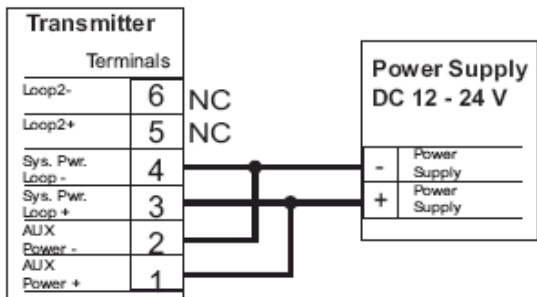 Transmitter
Terminals
Loop2-
6
NC
Loop2+
5
NC
Sys. Pwr.
Loop -
4
Sys. Pwr.
Loop +
3
AUX
Power -
2
AUX
Power +
1
Power Supply
DC 12 - 24 V
-
Power
Supply
+
Power
Supply